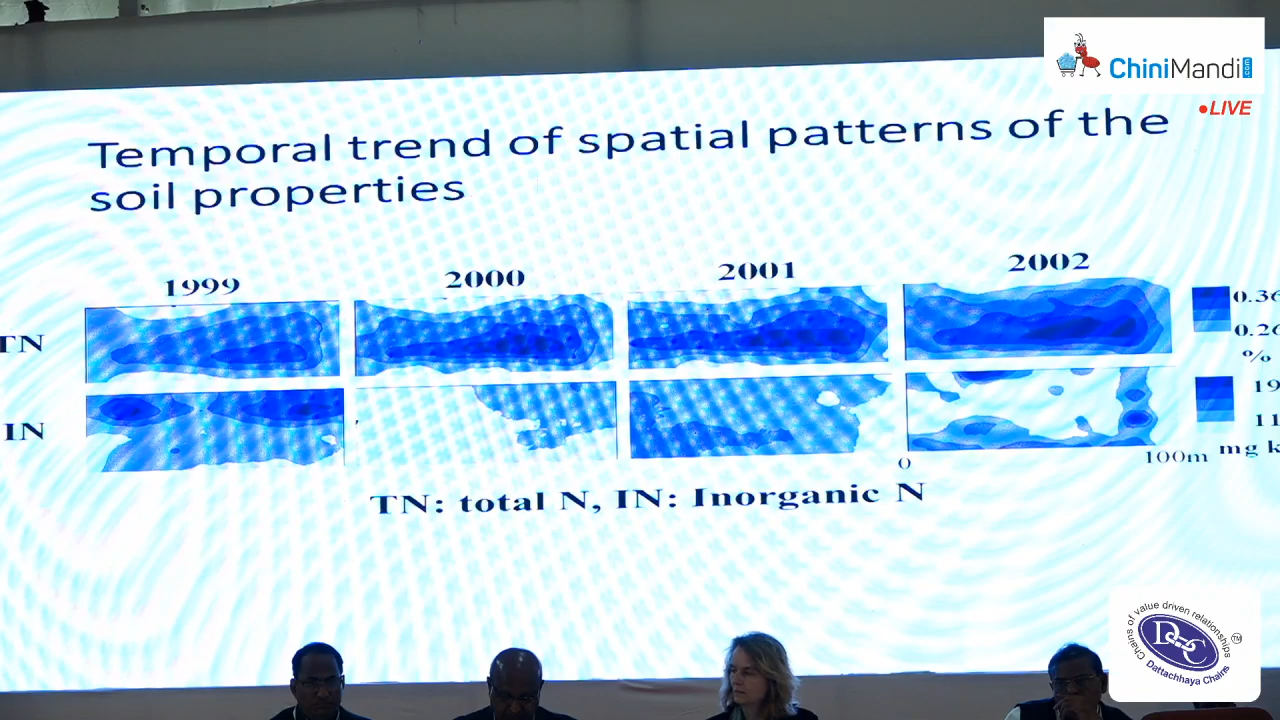 ChiniMandi.com
LIVE
Temporal trend of spatial patterns of the
soil properties
1999 2000 2001 2002
TN
0.36
0.26
%
IN
19
11
mg k
0 100m
TN: total N, IN: Inorganic N
Chains of value driven relationships
DC
TM
Dattachhaya Chains